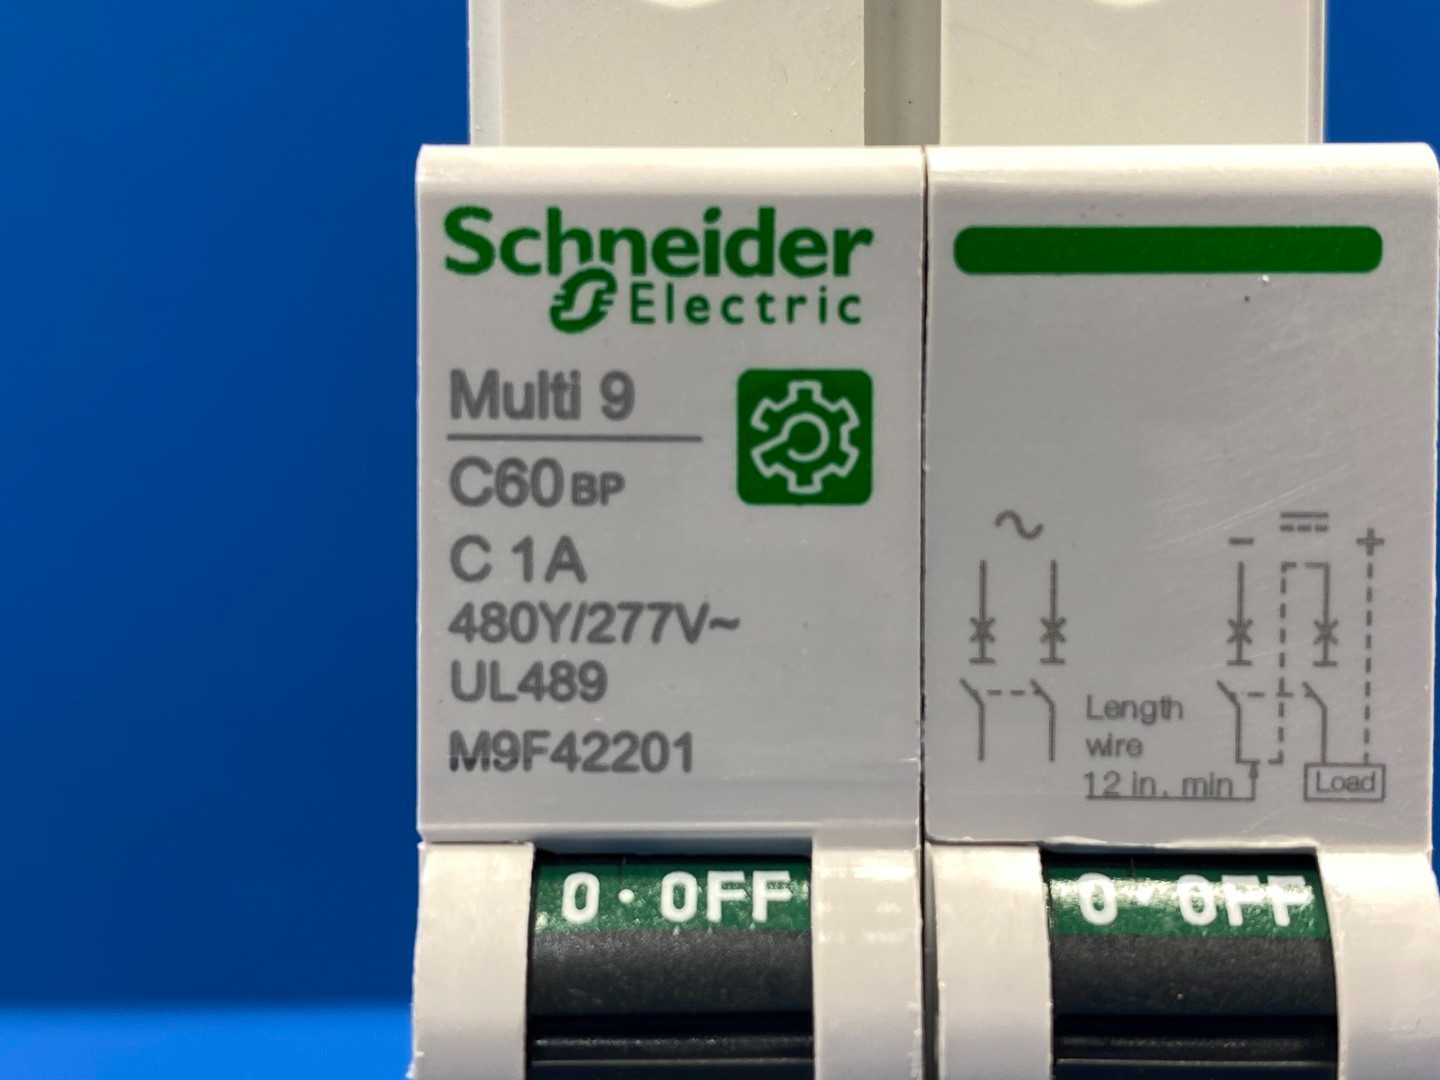 Schneider
Electric
Multi 9
C60BP
C 1A
480Y/277V~
UL489
M9F42201
~
- +
Length
wire
12 in. min
Load
0 · OFF
0 · OFF